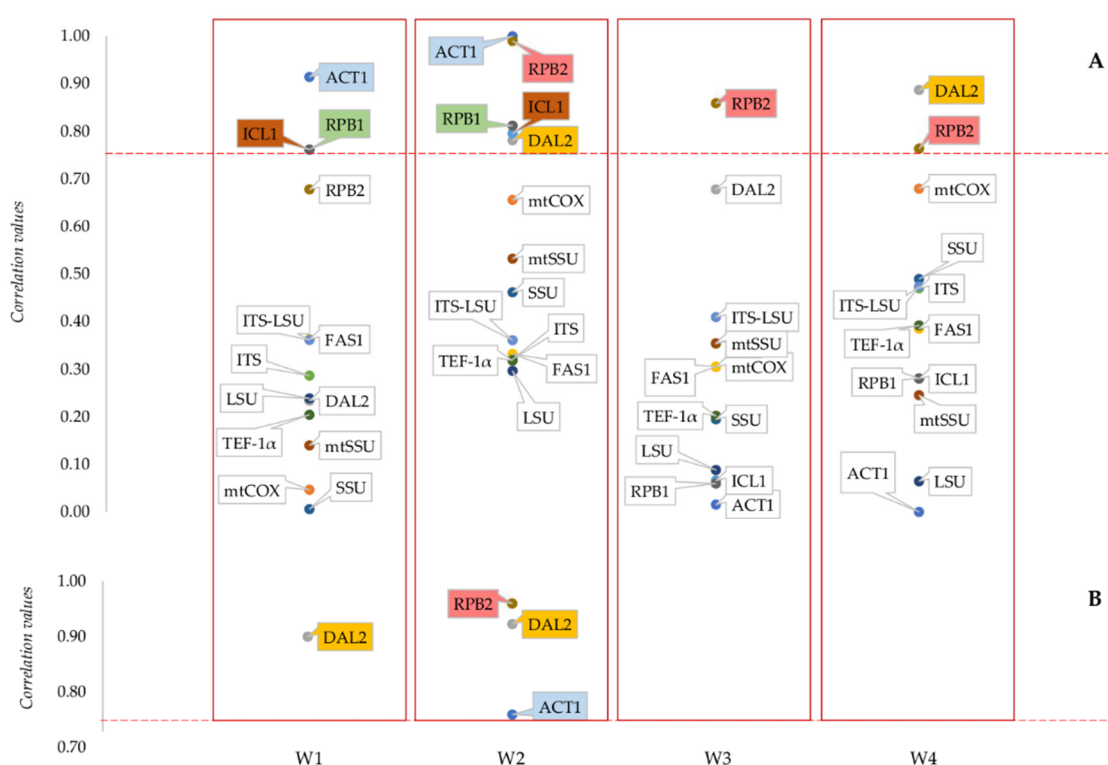 A
Correlation values
1.00
0.90
0.80
0.70
0.60
0.50
0.40
0.30
0.20
0.10
0.00
ACT1
ICL1
RPB1
RPB2
ITS-LSU
FAS1
ITS
LSU
DAL2
TEF-1α
mtSSU
mtCOX
SSU
ACT1
RPB2
ICL1
RPB1
DAL2
mtCOX
mtSSU
SSU
ITS-LSU
ITS
TEF-1α
FAS1
LSU
RPB2
DAL2
ITS-LSU
mtSSU
FAS1
mtCOX
TEF-1α
SSU
LSU
ICL1
RPB1
ACT1
DAL2
RPB2
mtCOX
SSU
ITS
ITS-LSU
FAS1
TEF-1α
RPB1
ICL1
mtSSU
ACT1
LSU
B
Correlation values
1.00
0.90
0.80
0.70
DAL2
RPB2
DAL2
ACT1
W1
W2
W3
W4